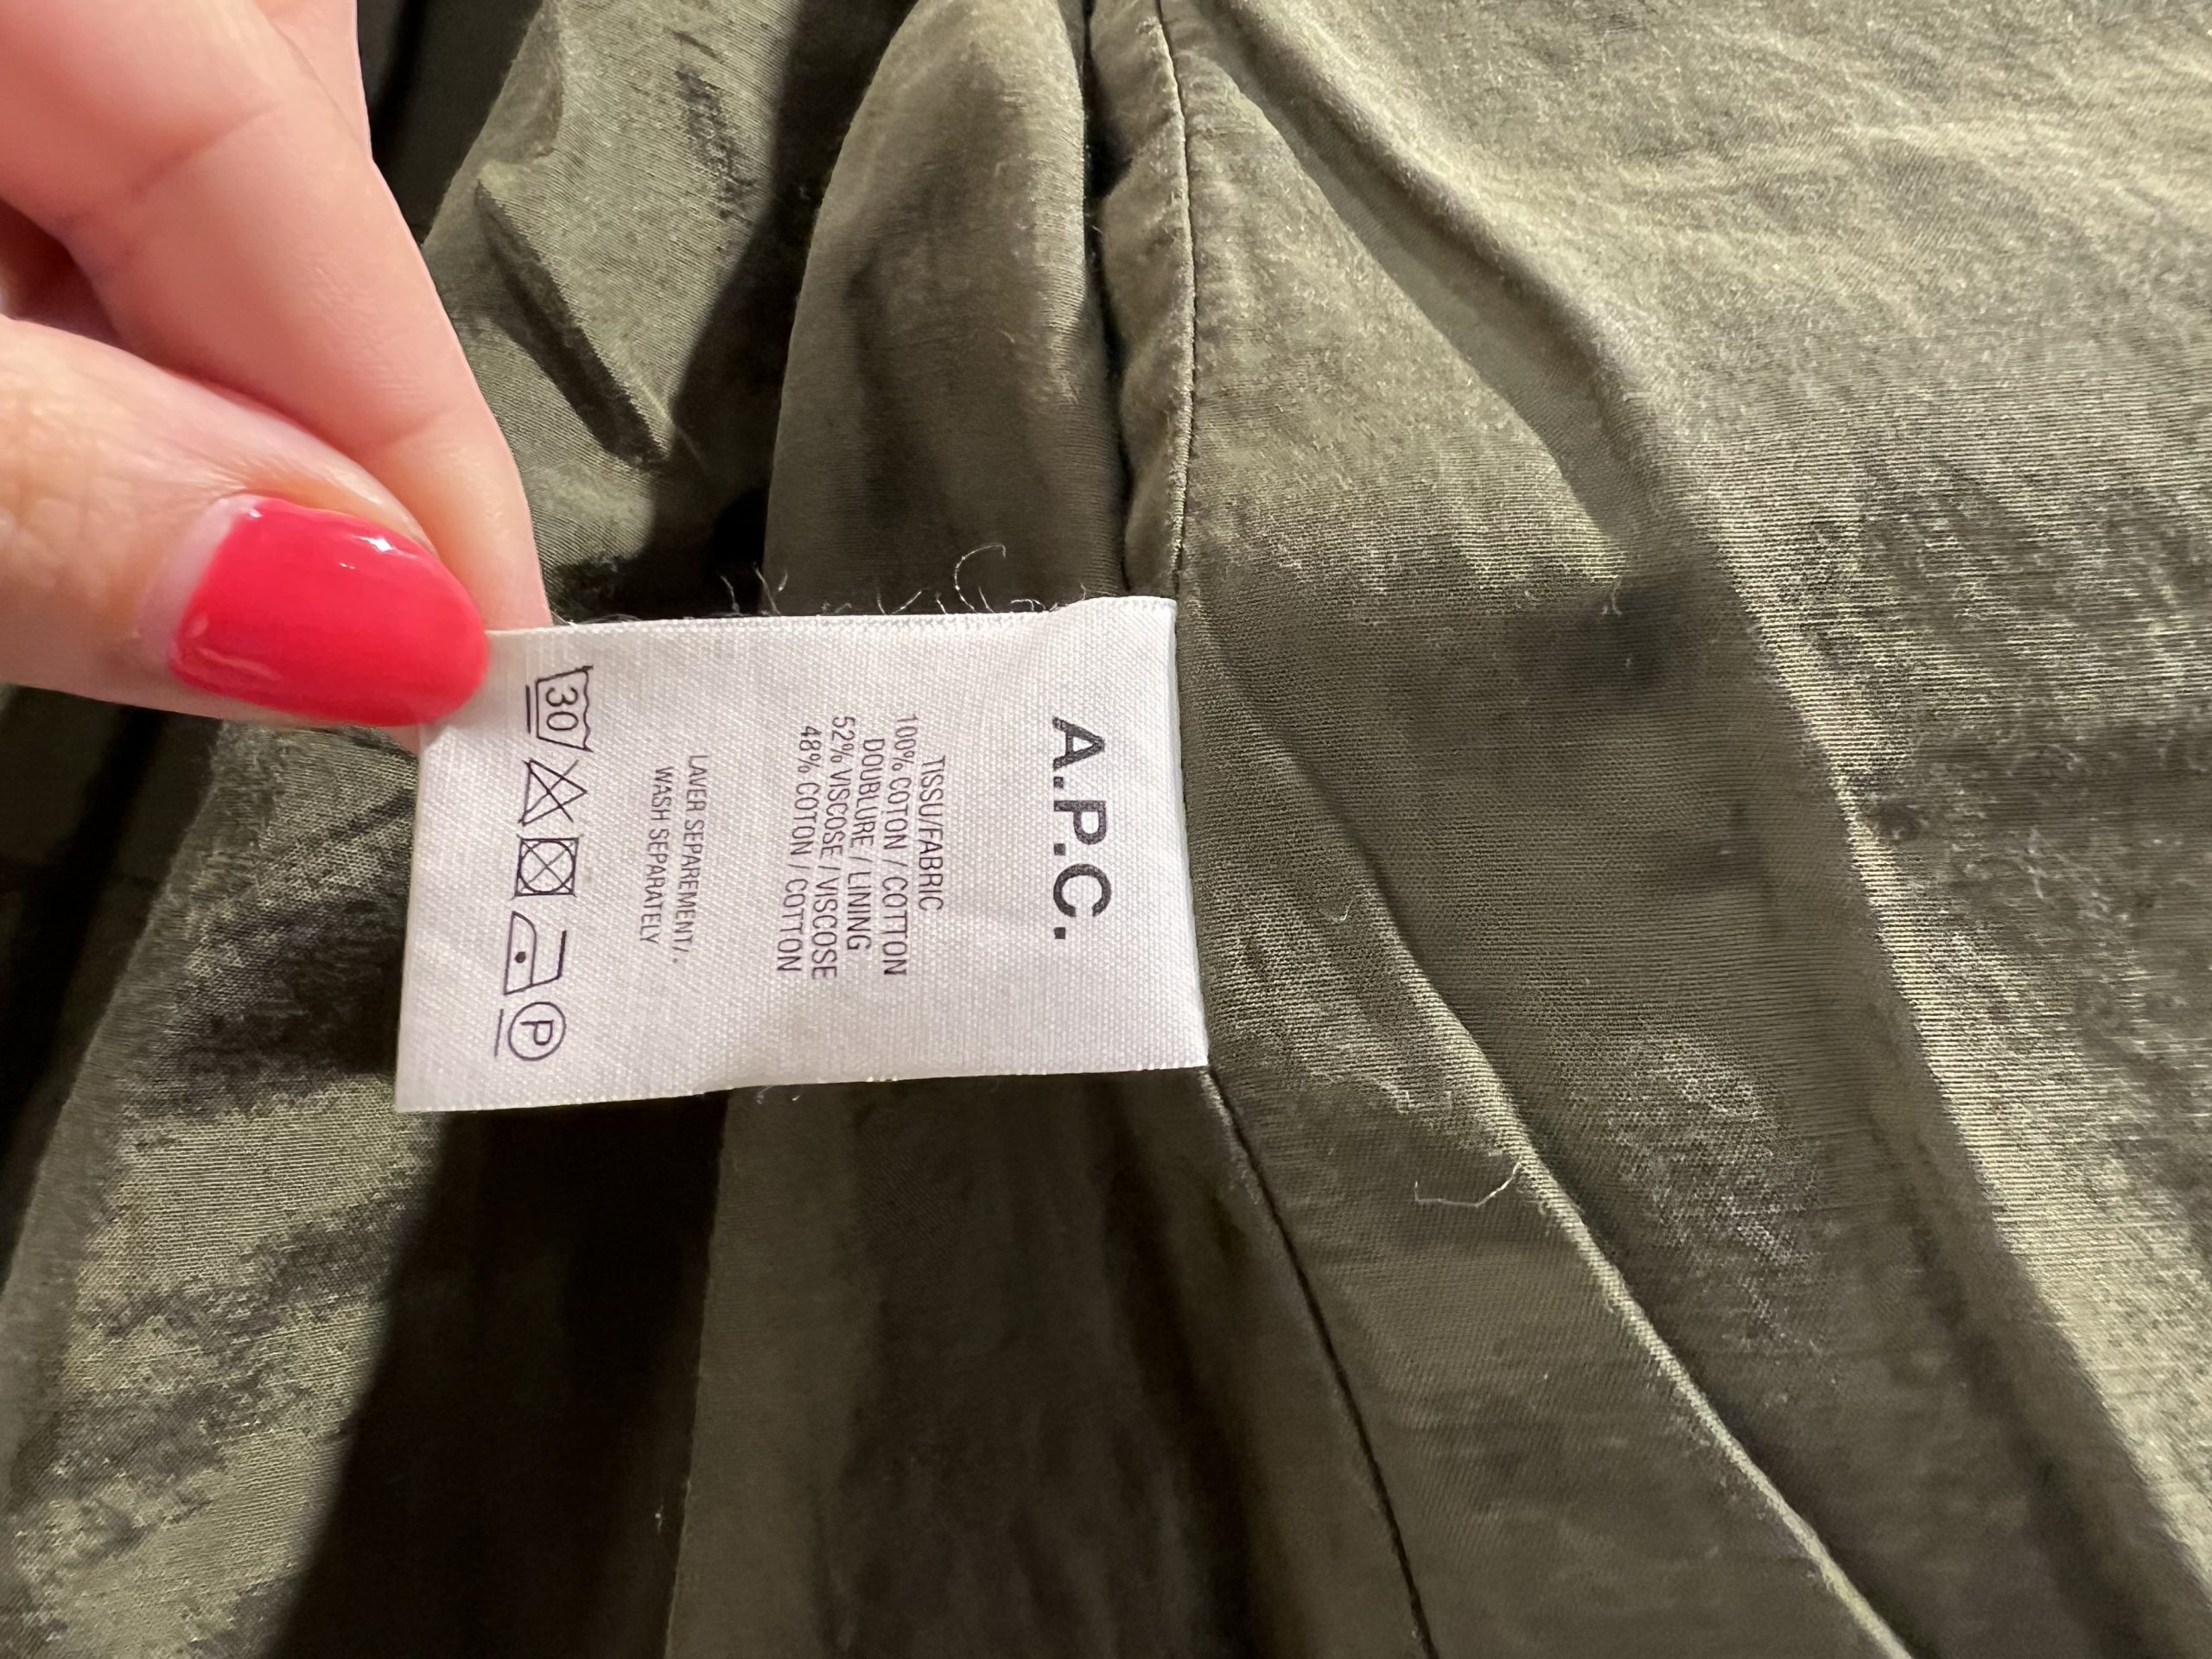 A.P.C.
TISSU/FABRIC
100% COTON / COTTON
DOUBLURE / LINING
52% VISCOSE / VISCOSE
48% COTON / COTTON
LAVER SEPAREMENT/.
WASH SEPARATELY
30 P